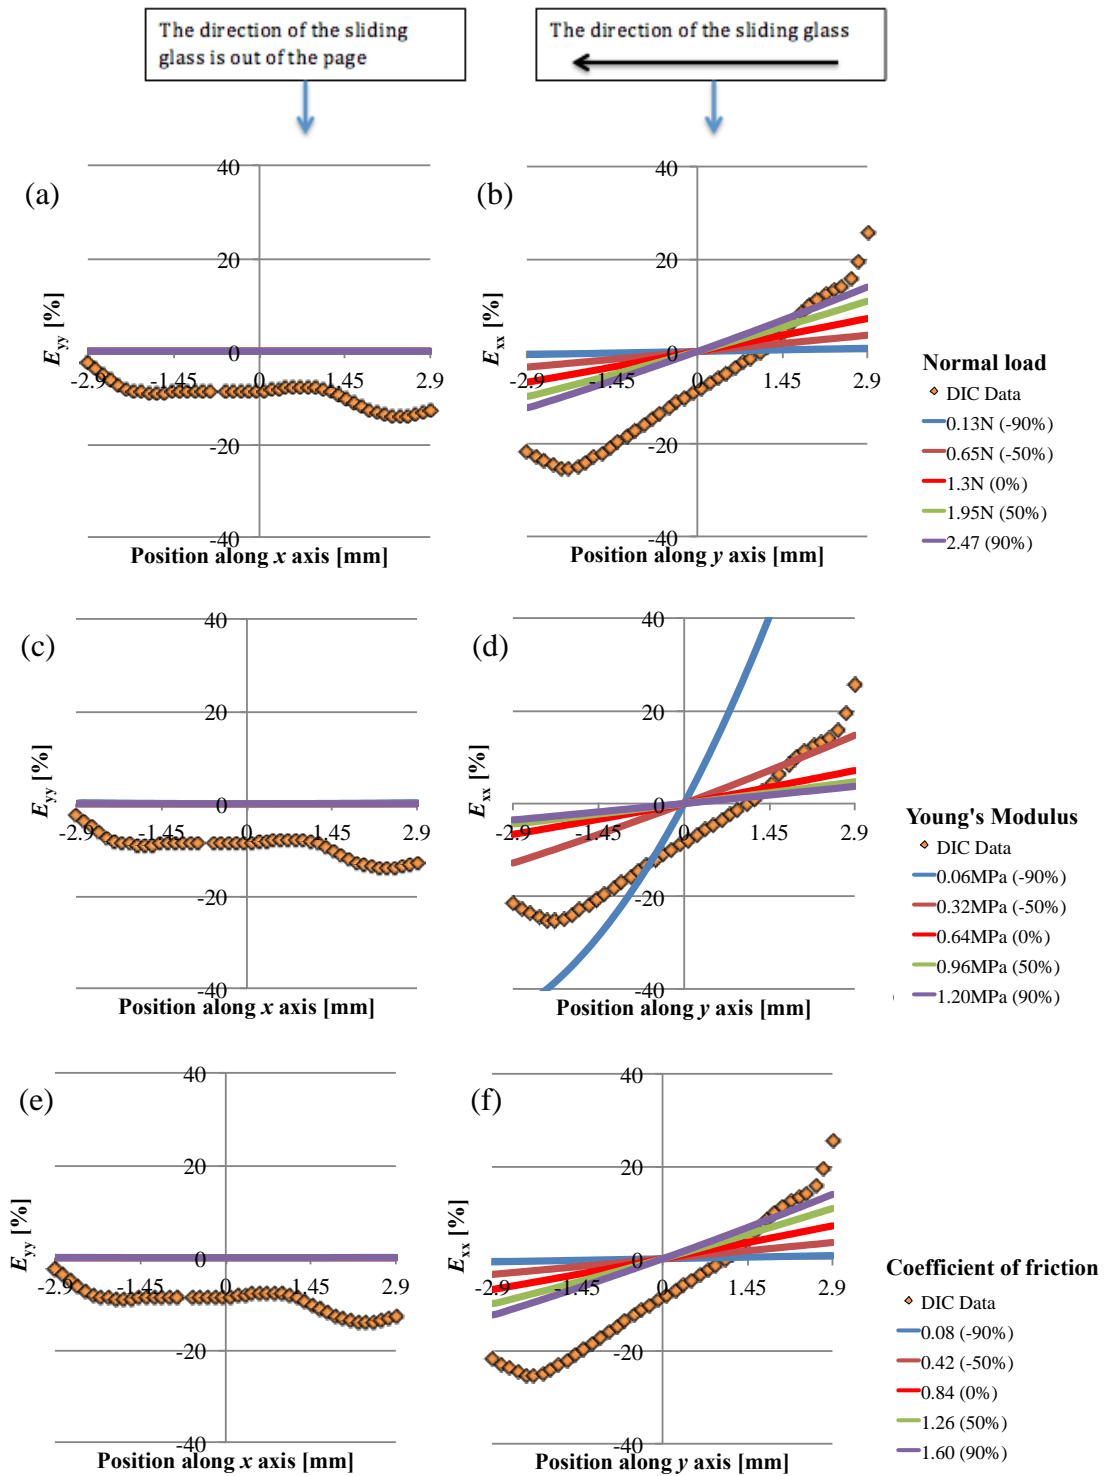 The direction of the sliding
glass is out of the page
The direction of the sliding glass
(a)
40
20
0
-20
-40
-2.9
-1.45
0
1.45
2.9
Eyy [%]
Position along x axis [mm]
(b)
40
20
0
-20
-40
-2.9
-1.45
0
1.45
2.9
Exx [%]
Position along y axis [mm]
Normal load
DIC Data
0.13N (-90%)
0.65N (-50%)
1.3N (0%)
1.95N (50%)
2.47 (90%)
(c)
40
20
0
-20
-40
-2.9
-1.45
0
1.45
2.9
Eyy [%]
Position along x axis [mm]
(d)
40
20
0
-20
-40
-2.9
-1.45
0
1.45
2.9
Exx [%]
Position along y axis [mm]
Young's Modulus
DIC Data
0.06MPa (-90%)
0.32MPa (-50%)
0.64MPa (0%)
0.96MPa (50%)
1.20MPa (90%)
(e)
40
20
0
-20
-40
-2.9
-1.45
0
1.45
2.9
Eyy [%]
Position along x axis [mm]
(f)
40
20
0
-20
-40
-2.9
-1.45
0
1.45
2.9
Exx [%]
Position along y axis [mm]
Coefficient of friction
DIC Data
0.08 (-90%)
0.42 (-50%)
0.84 (0%)
1.26 (50%)
1.60 (90%)